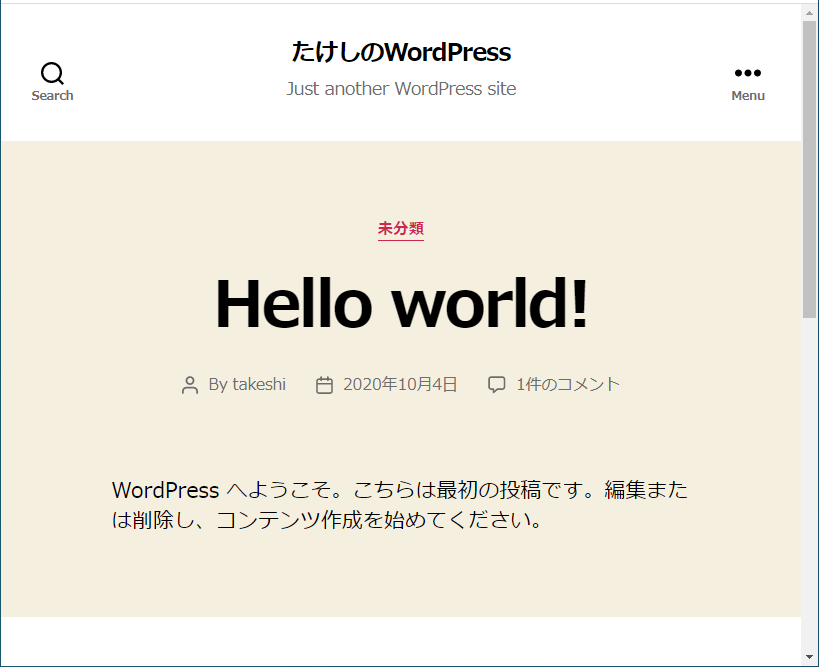 たけしのWordPress
Just another WordPress site
Search
Menu
未分類
Hello world!
By takeshi 2020年10月4日 1件のコメント
WordPress へようこそ。こちらは最初の投稿です。編集また
は削除し、コンテンツ作成を始めてください。